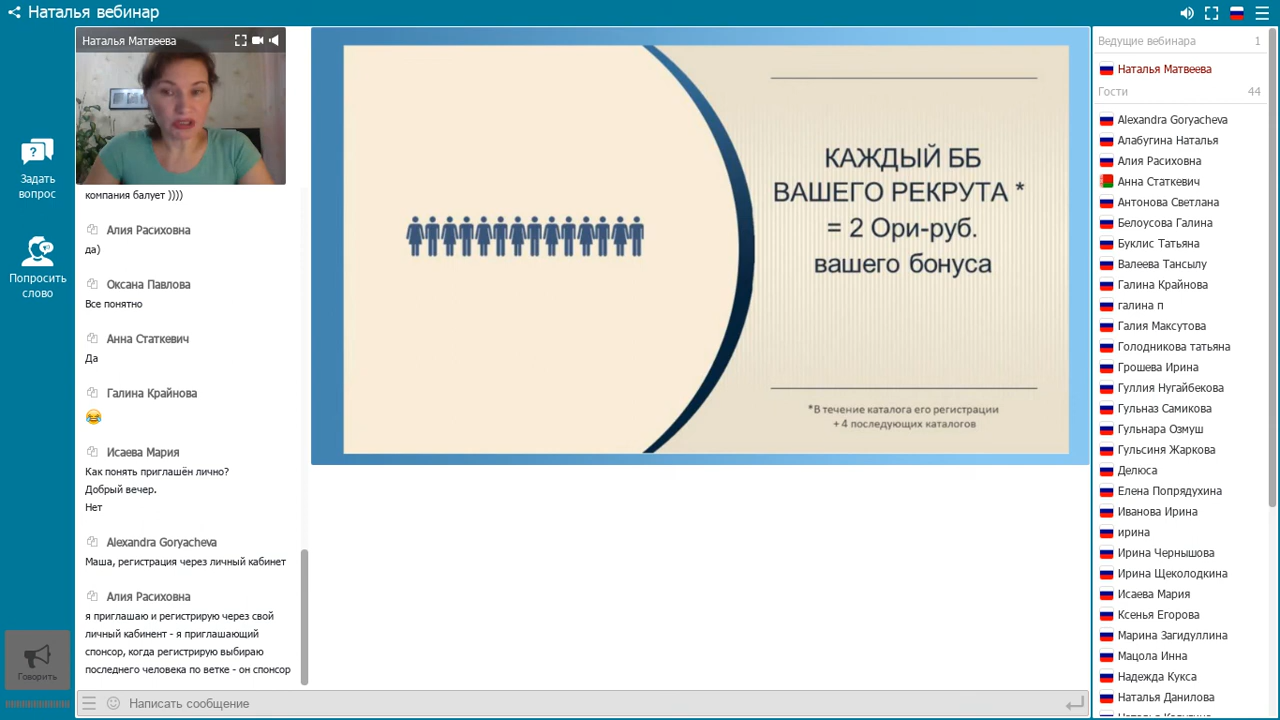 Наталья вебинар
Наталья Матвеева
Задать
вопрос
Попросить
слово
Говорить
компания балует ))))
Алия Расиховна
да)
Оксана Павлова
Все понятно
Анна Статкевич
Да
Галина Крайнова
Исаева Мария
Как понять приглашён лично?
Добрый вечер.
Нет
Alexandra Goryacheva
Маша, регистрация через личный кабинет
Алия Расиховна
я приглашаю и регистрирую через свой
личный кабинент - я приглашающий
спонсор, когда регистрирую выбираю
последнего человека по ветке - он спонсор
Написать сообщение
КАЖДЫЙ ББ
ВАШЕГО РЕКРУТА *
= 2 Ори-руб.
вашего бонуса
*В течение каталога его регистрации
+ 4 последующих каталогов
Ведущие вебинара 1
Наталья Матвеева
Гости 44
Alexandra Goryacheva
Алабугина Наталья
Алия Расиховна
Анна Статкевич
Антонова Светлана
Белоусова Галина
Буклис Татьяна
Валеева Тансылу
Галина Крайнова
галина п
Галия Максутова
Голодникова татьяна
Грошева Ирина
Гуллия Нугайбекова
Гульназ Самикова
Гульнара Озмуш
Гульсиня Жаркова
Делюса
Елена Попрядухина
Иванова Ирина
ирина
Ирина Чернышова
Ирина Щеколодкина
Исаева Мария
Ксенья Егорова
Марина Загидуллина
Мацола Инна
Надежда Кукса
Наталья Данилова